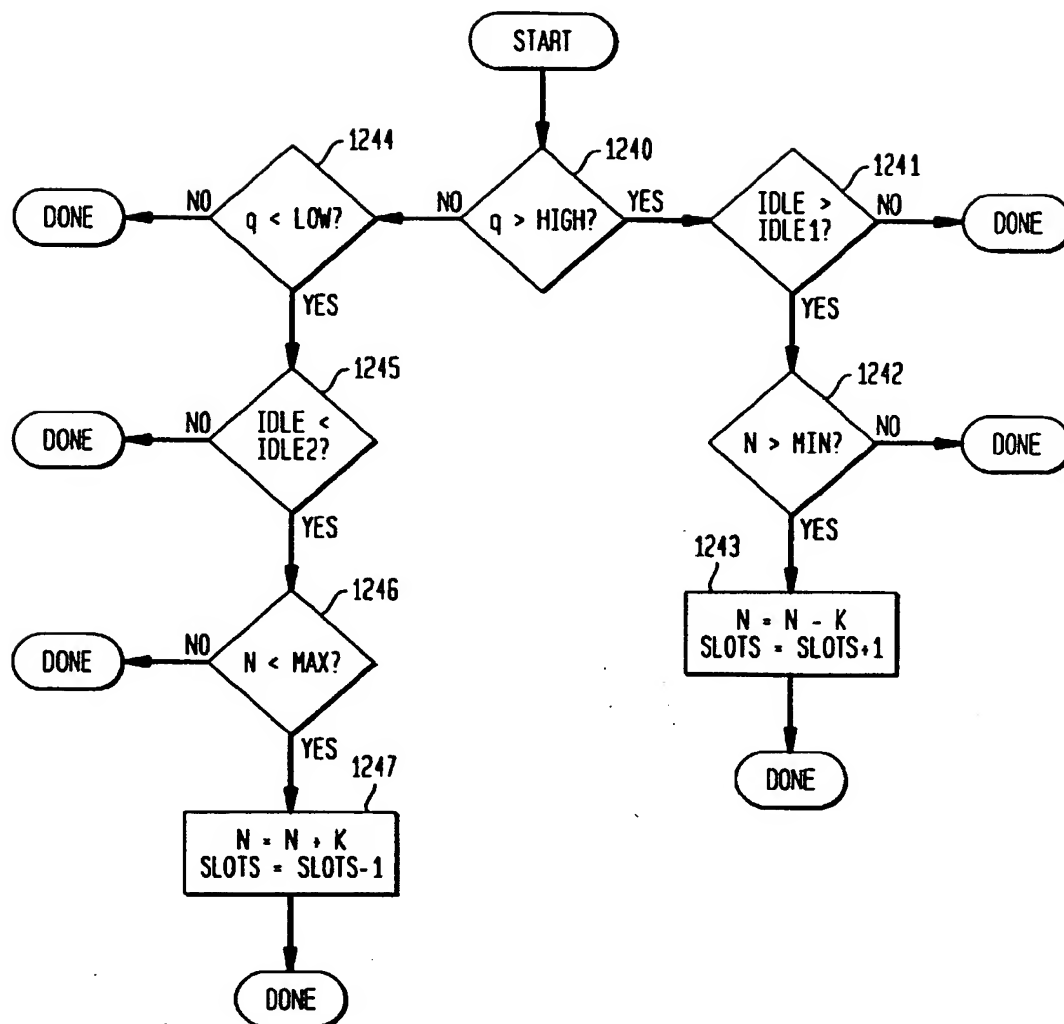 START
1244
1240
1241
DONE
NO
q < LOW?
NO
q > HIGH?
YES
IDLE >
IDLE1?
NO
DONE
YES
YES
1245
1242
DONE
NO
IDLE <
IDLE2?
N > MIN?
NO
DONE
YES
YES
1246
1243
DONE
NO
N < MAX?
N = N - K
SLOTS = SLOTS+1
YES
1247
DONE
N = N + K
SLOTS = SLOTS-1
DONE